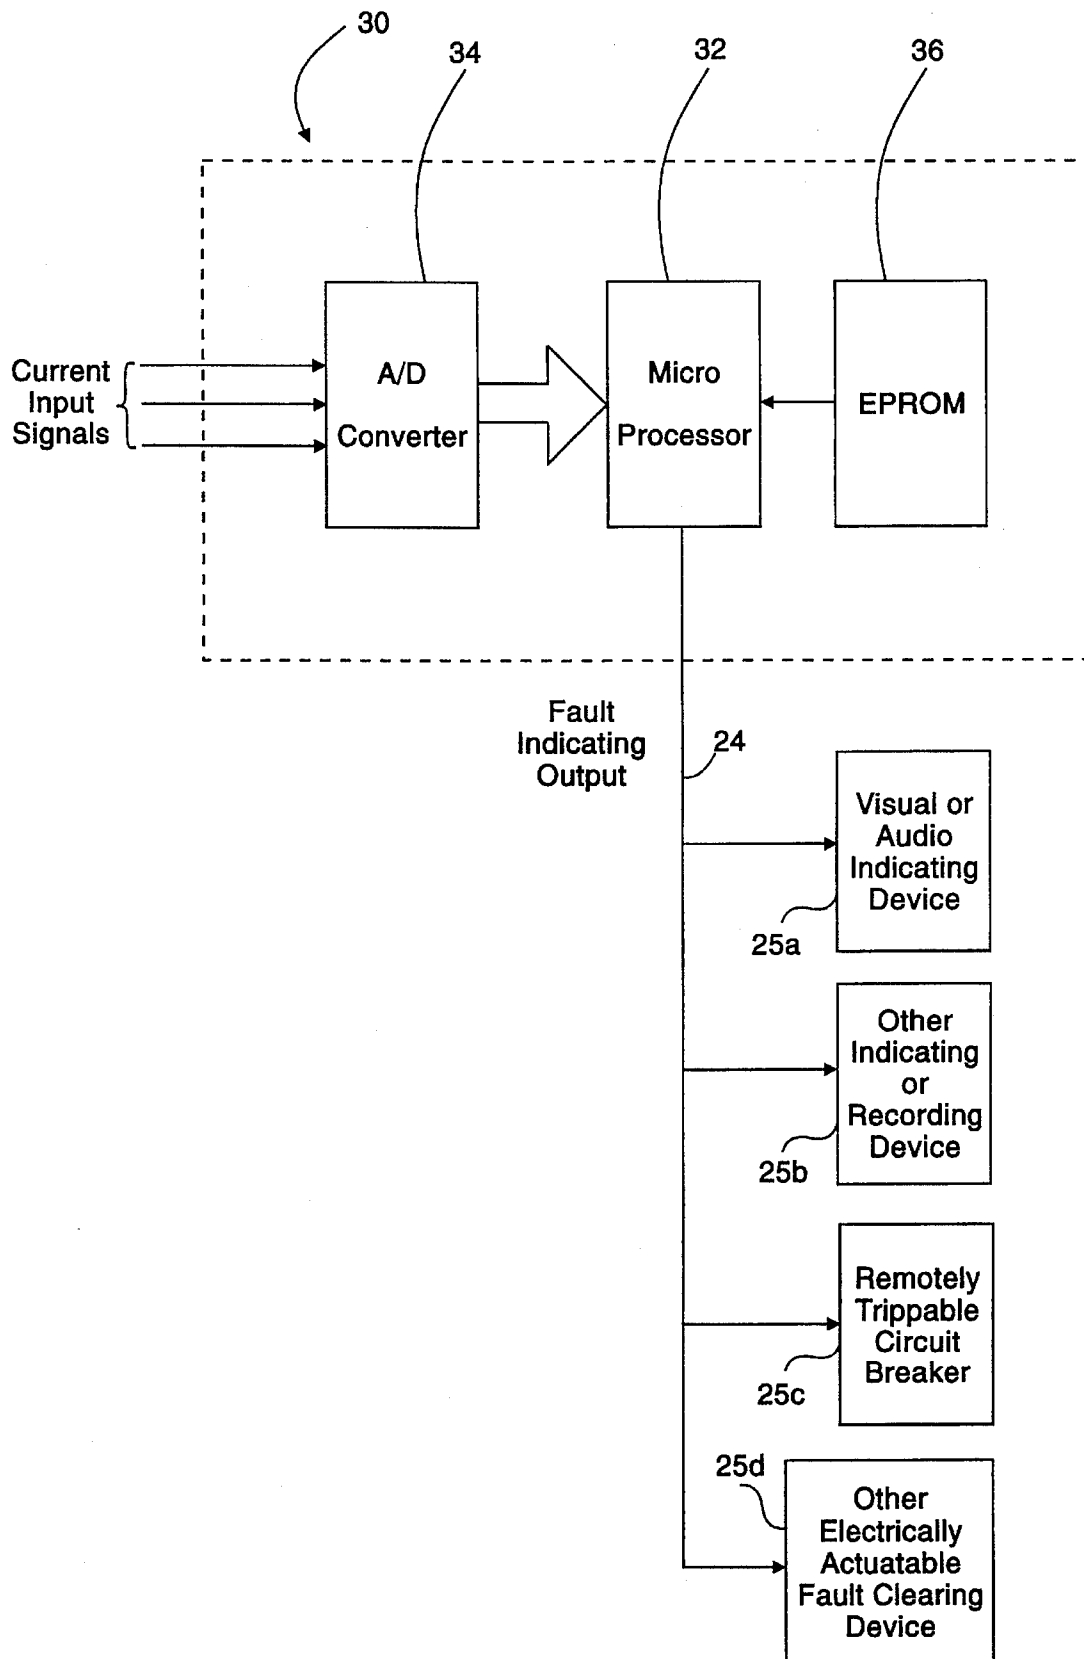 30
34
32
36
Current
Input
Signals
A/D
Converter
Micro
Processor
EPROM
Fault
Indicating
Output
24
Visual or
Audio
Indicating
Device
25a
Other
Indicating
or
Recording
Device
25b
Remotely
Trippable
Circuit
Breaker
25c
25d
Other
Electrically
Actuatable
Fault Clearing
Device